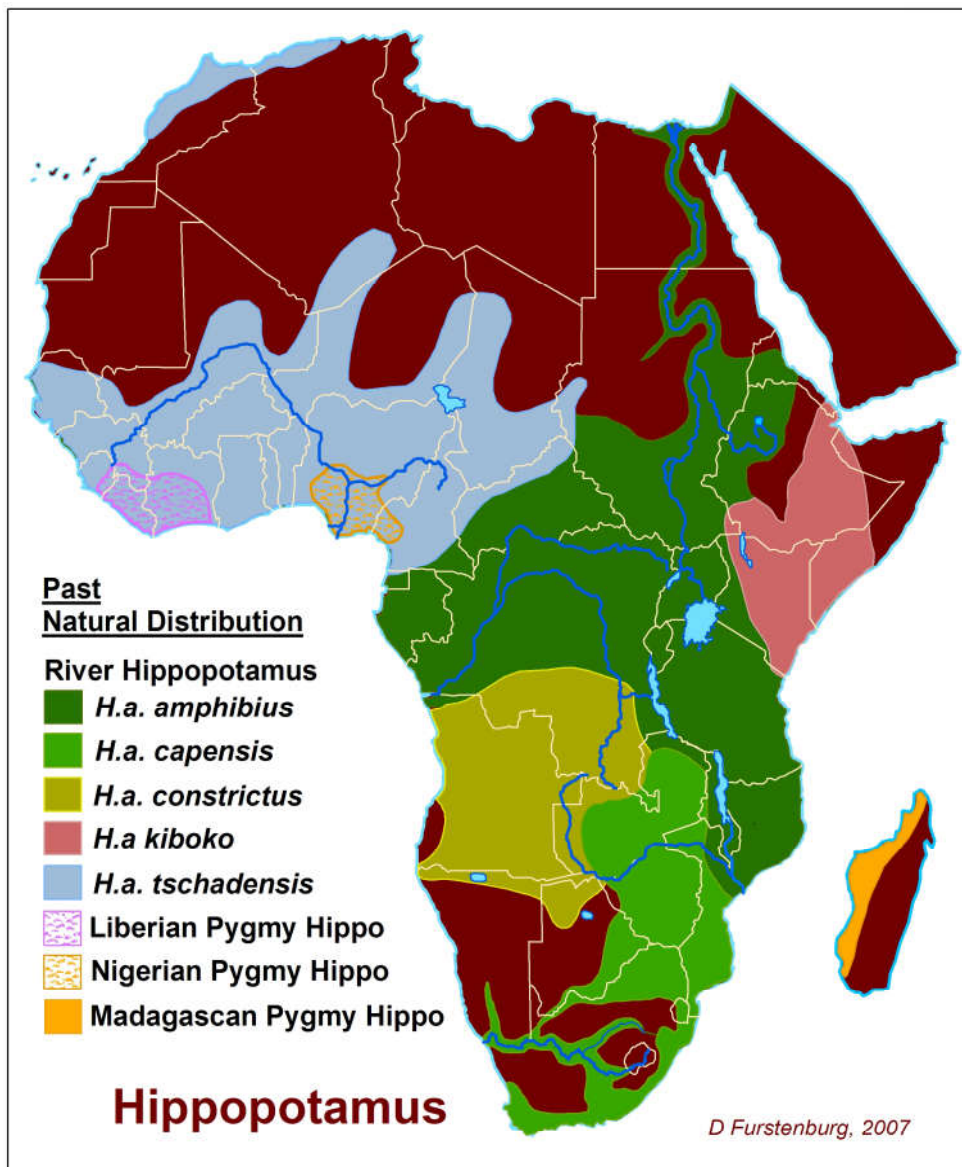 Past
Natural Distribution
River Hippopotamus
H.a. amphibius
H.a. capensis
H.a. constrictus
H.a kiboko
H.a. tschadensis
Liberian Pygmy Hippo
Nigerian Pygmy Hippo
Madagascan Pygmy Hippo
Hippopotamus
D Furstenburg, 2007